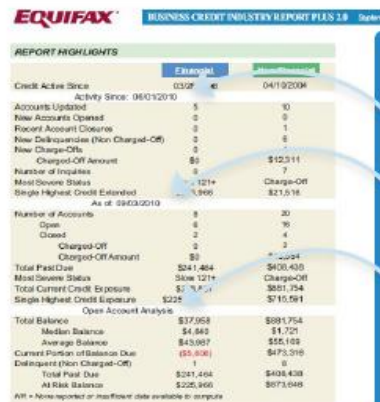 EQUIFAX BUSINESS CREDIT INDUSTRY REPORT PLUS 2.0
REPORT HIGHLIGHTS
Financial Non-Financial
Credit Active Since 04/10/2004
Activity Since: 06/01/2010
Accounts Updated 5 10
New Accounts Opened 0 0
Recent Account Closures 0 1
New Delinquencies (Non Charged-Off) 0 6
New Charge-Offs 0
Charged-Off Amount $0 $12,311
Number of Inquiries 0 7
Most Severe Status 121+ Charge-Off
Single Highest Credit Extended $21,516
As of: 09/03/2010
Number of Accounts 8 20
Open 6 16
Closed 2 4
Charged-Off 0
Charged-Off Amount $0
Total Past Due $241,464 $408,438
Most Severe Status Slow 121+ Charge-Off
Total Current Credit Exposure $881,754
Single Highest Credit Exposure $715,591
Open Account Analysis
Total Balance $37,958 $881,754
Median Balance $4,840 $1,721
Average Balance $43,987 $55,109
Current Portion of Balance Due $473,316
Delinquent (Non Charged-Off) 1
Total Past Due $241,464 $408,438
At Risk Balance $225,966 $873,646
NR = None reported or insufficient data available to compute